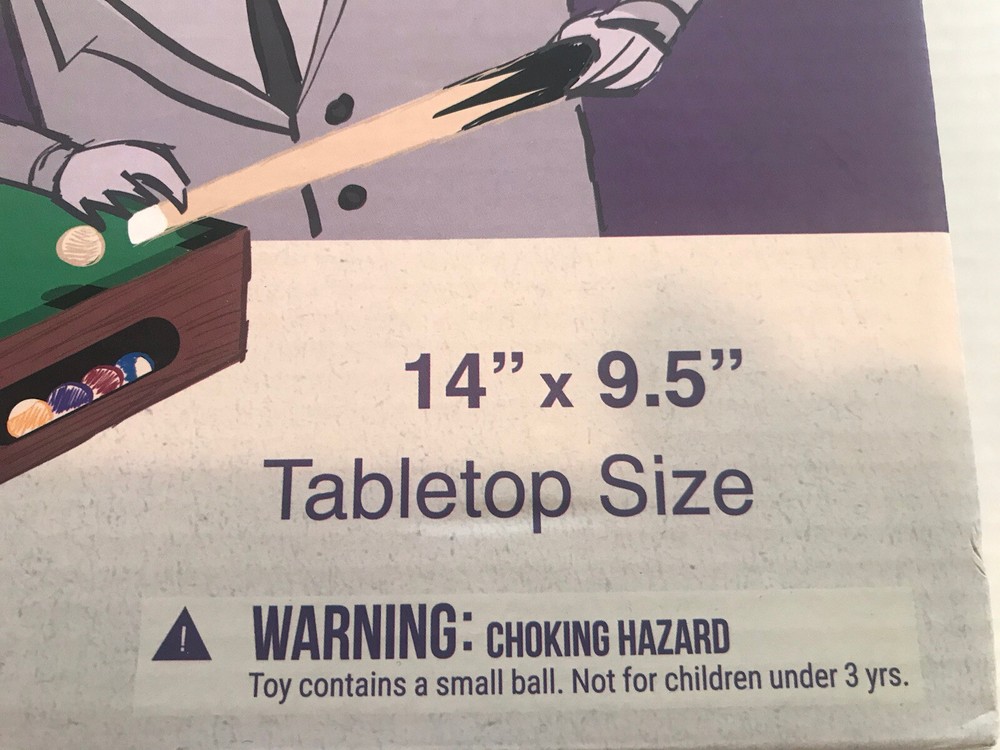 14” x 9.5”
Tabletop Size
WARNING: CHOKING HAZARD
Toy contains a small ball. Not for children under 3 yrs.